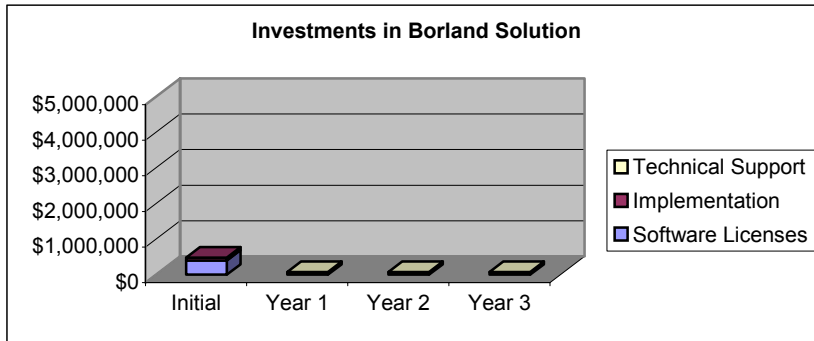 Investments in Borland Solution
$5,000,000
$4,000,000
$3,000,000
$2,000,000
$1,000,000
$0
Initial Year 1 Year 2 Year 3
Technical Support
Implementation
Software Licenses